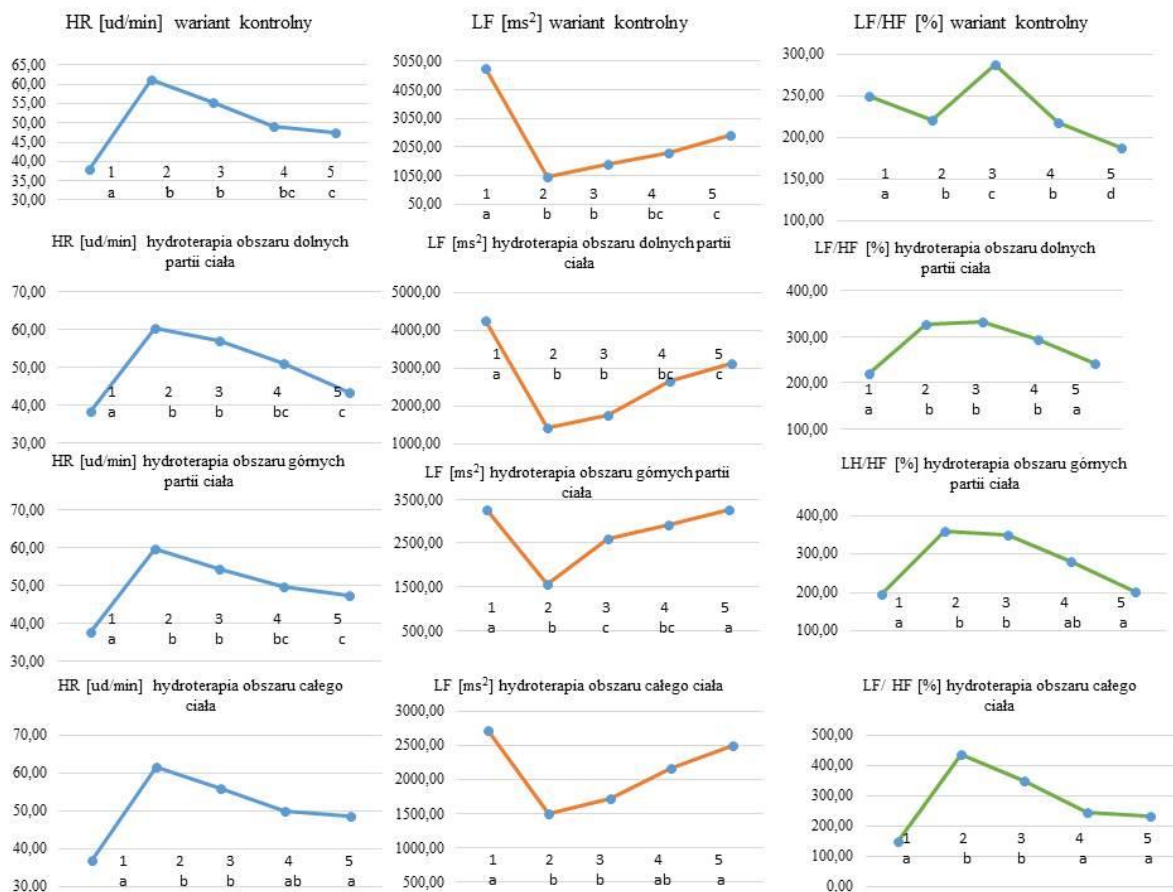 HR [ud/min] wariant kontrolny
65,00
60,00
55,00
50,00
45,00
40,00
35,00
30,00
1 2 3 4 5
a b b bc c
LF [ms²] wariant kontrolny
5050,00
4050,00
3050,00
2050,00
1050,00
50,00
1 2 3 4 5
a b b bc c
LF/HF [%] wariant kontrolny
300,00
250,00
200,00
150,00
100,00
1 2 3 4 5
a b c b d
HR [ud/min] hydroterapia obszaru dolnych
partii ciała
70,00
60,00
50,00
40,00
30,00
1 2 3 4 5
a b b bc c
LF [ms²] hydroterapia obszaru dolnych partii
ciała
5000,00
4000,00
3000,00
2000,00
1000,00
1 2 3 4 5
a b b bc c
LF/HF [%] hydroterapia obszaru dolnych
partii ciała
400,00
300,00
200,00
100,00
1 2 3 4 5
a b b b a
HR [ud/min] hydroterapia obszaru górnych
partii ciała
70,00
60,00
50,00
40,00
30,00
1 2 3 4 5
a b b bc c
LF [ms²] hydroterapia obszaru górnych partii
ciała
3500,00
2500,00
1500,00
500,00
1 2 3 4 5
a b c bc a
LH/HF [%] hydroterapia obszaru górnych
partii ciała
400,00
300,00
200,00
100,00
1 2 3 4 5
a b b ab a
HR [ud/min] hydroterapia obszaru całego
ciała
70,00
60,00
50,00
40,00
30,00
1 2 3 4 5
a b b ab a
LF [ms²] hydroterapia obszaru całego ciała
3000,00
2500,00
2000,00
1500,00
1000,00
500,00
1 2 3 4 5
a b b ab a
LF/ HF [%] hydroterapia obszaru całego
ciała
500,00
400,00
300,00
200,00
100,00
0,00
1 2 3 4 5
a b b a a